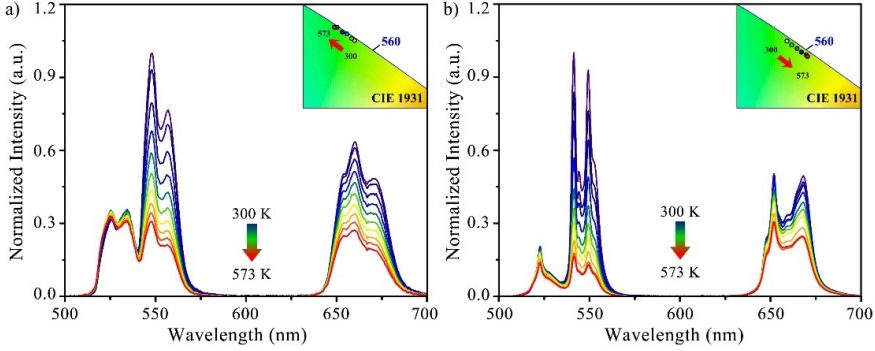 a)
Normalized Intensity (a.u.)
1.2
0.9
0.6
0.3
0.0
573
300
560
CIE 1931
300 K
573 K
500
550
600
650
700
Wavelength (nm)
b)
Normalized Intensity (a.u.)
1.2
0.9
0.6
0.3
0.0
300
573
560
CIE 1931
300 K
573 K
500
550
600
650
700
Wavelength (nm)